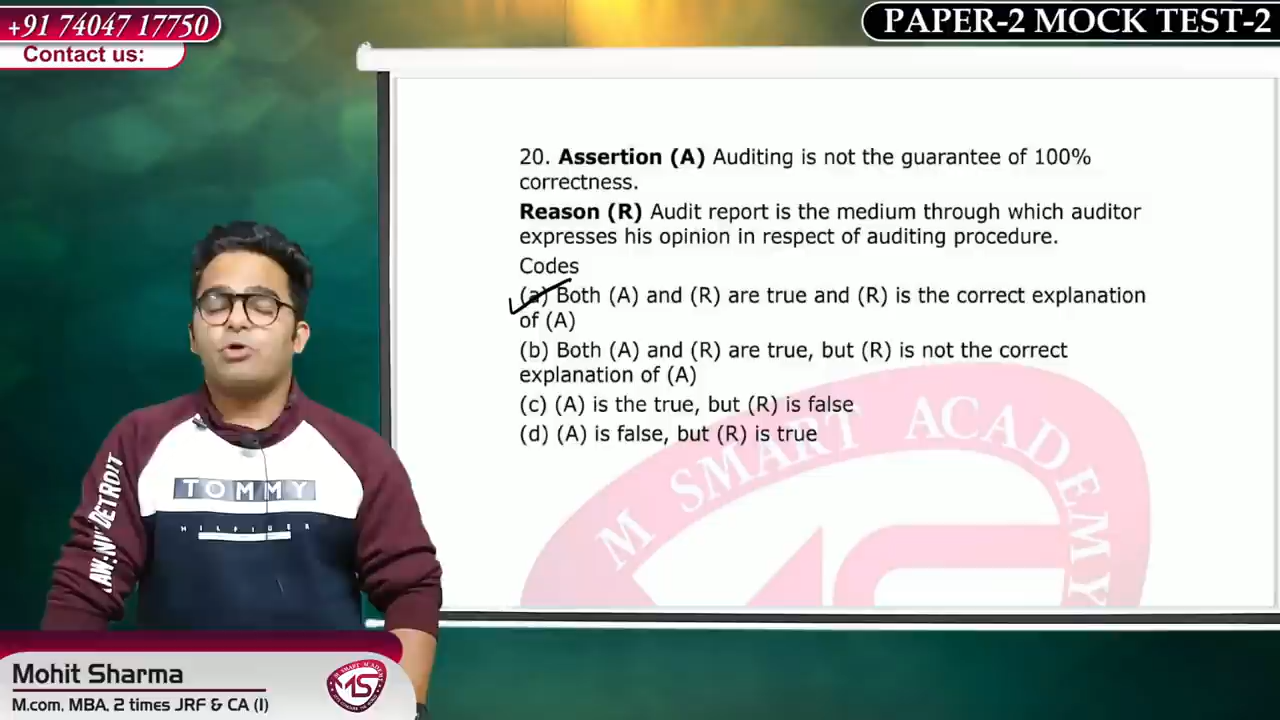 +91 74047 17750
Contact us:
PAPER-2 MOCK TEST-2
20. Assertion (A) Auditing is not the guarantee of 100%
correctness.
Reason (R) Audit report is the medium through which auditor
expresses his opinion in respect of auditing procedure.
Codes
(a) Both (A) and (R) are true and (R) is the correct explanation
of (A)
(b) Both (A) and (R) are true, but (R) is not the correct
explanation of (A)
(c) (A) is the true, but (R) is false
(d) (A) is false, but (R) is true
M SMART ACADEMY
TOMMY
HILFIGER
Mohit Sharma
M.com, MBA, 2 times JRF & CA (I)
M SMART ACADEMY
MS